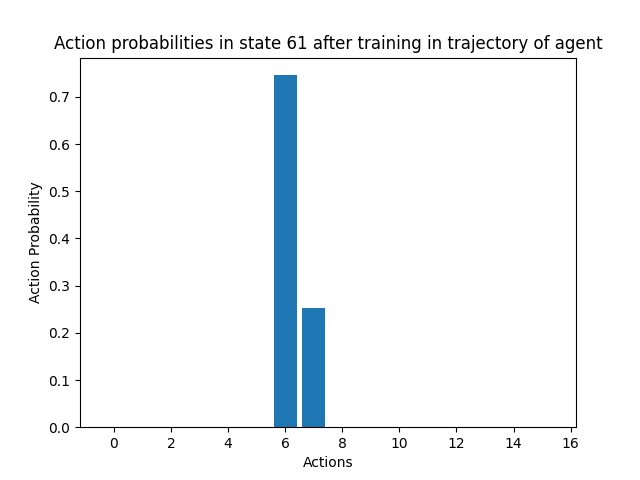 Action probabilities in state 61 after training in trajectory of agent
0.7
0.6
0.5
0.4
0.3
0.2
0.1
0.0
Action Probability
0 2 4 6 8 10 12 14 16
Actions